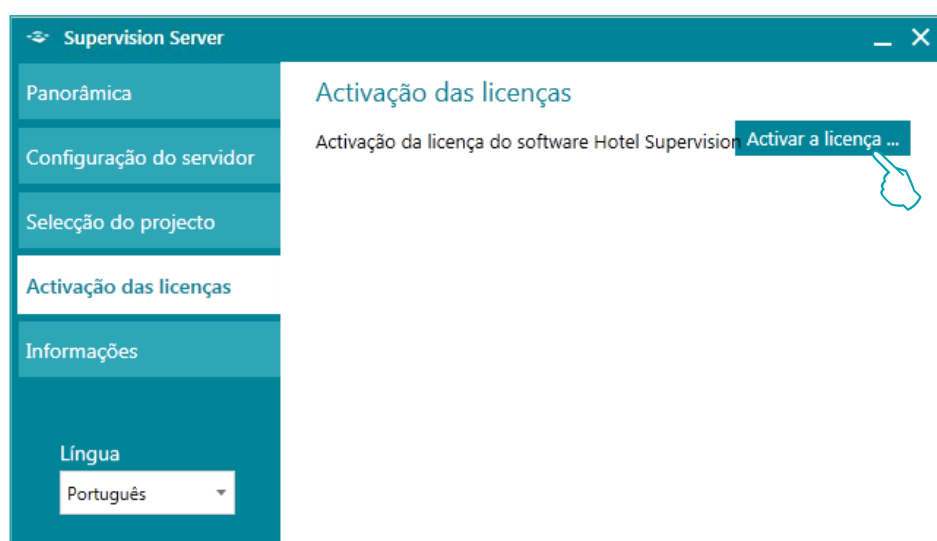 Supervision Server
Panorâmica
Configuração do servidor
Selecção do projecto
Activação das licenças
Informações
Língua
Português
Activação das licenças
Activação da licença do software Hotel Supervision
Activar a licença ...